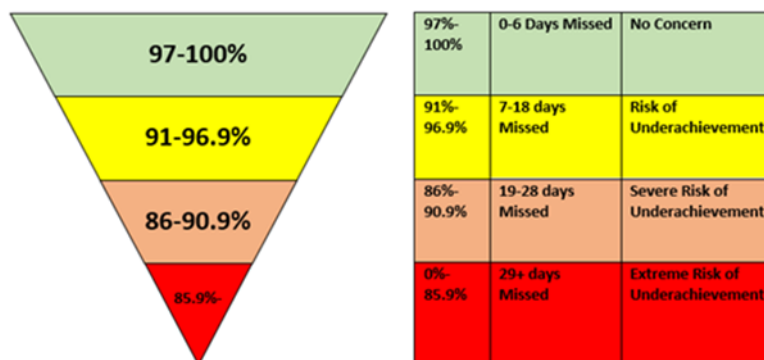 97-100%
91-96.9%
86-90.9%
85.9%-
97%-
100%
0-6 Days Missed
No Concern
91%-
96.9%
7-18 days
Missed
Risk of
Underachievement
86%-
90.9%
19-28 days
Missed
Severe Risk of
Underachievement
0%-
85.9%
29+ days
Missed
Extreme Risk of
Underachievement